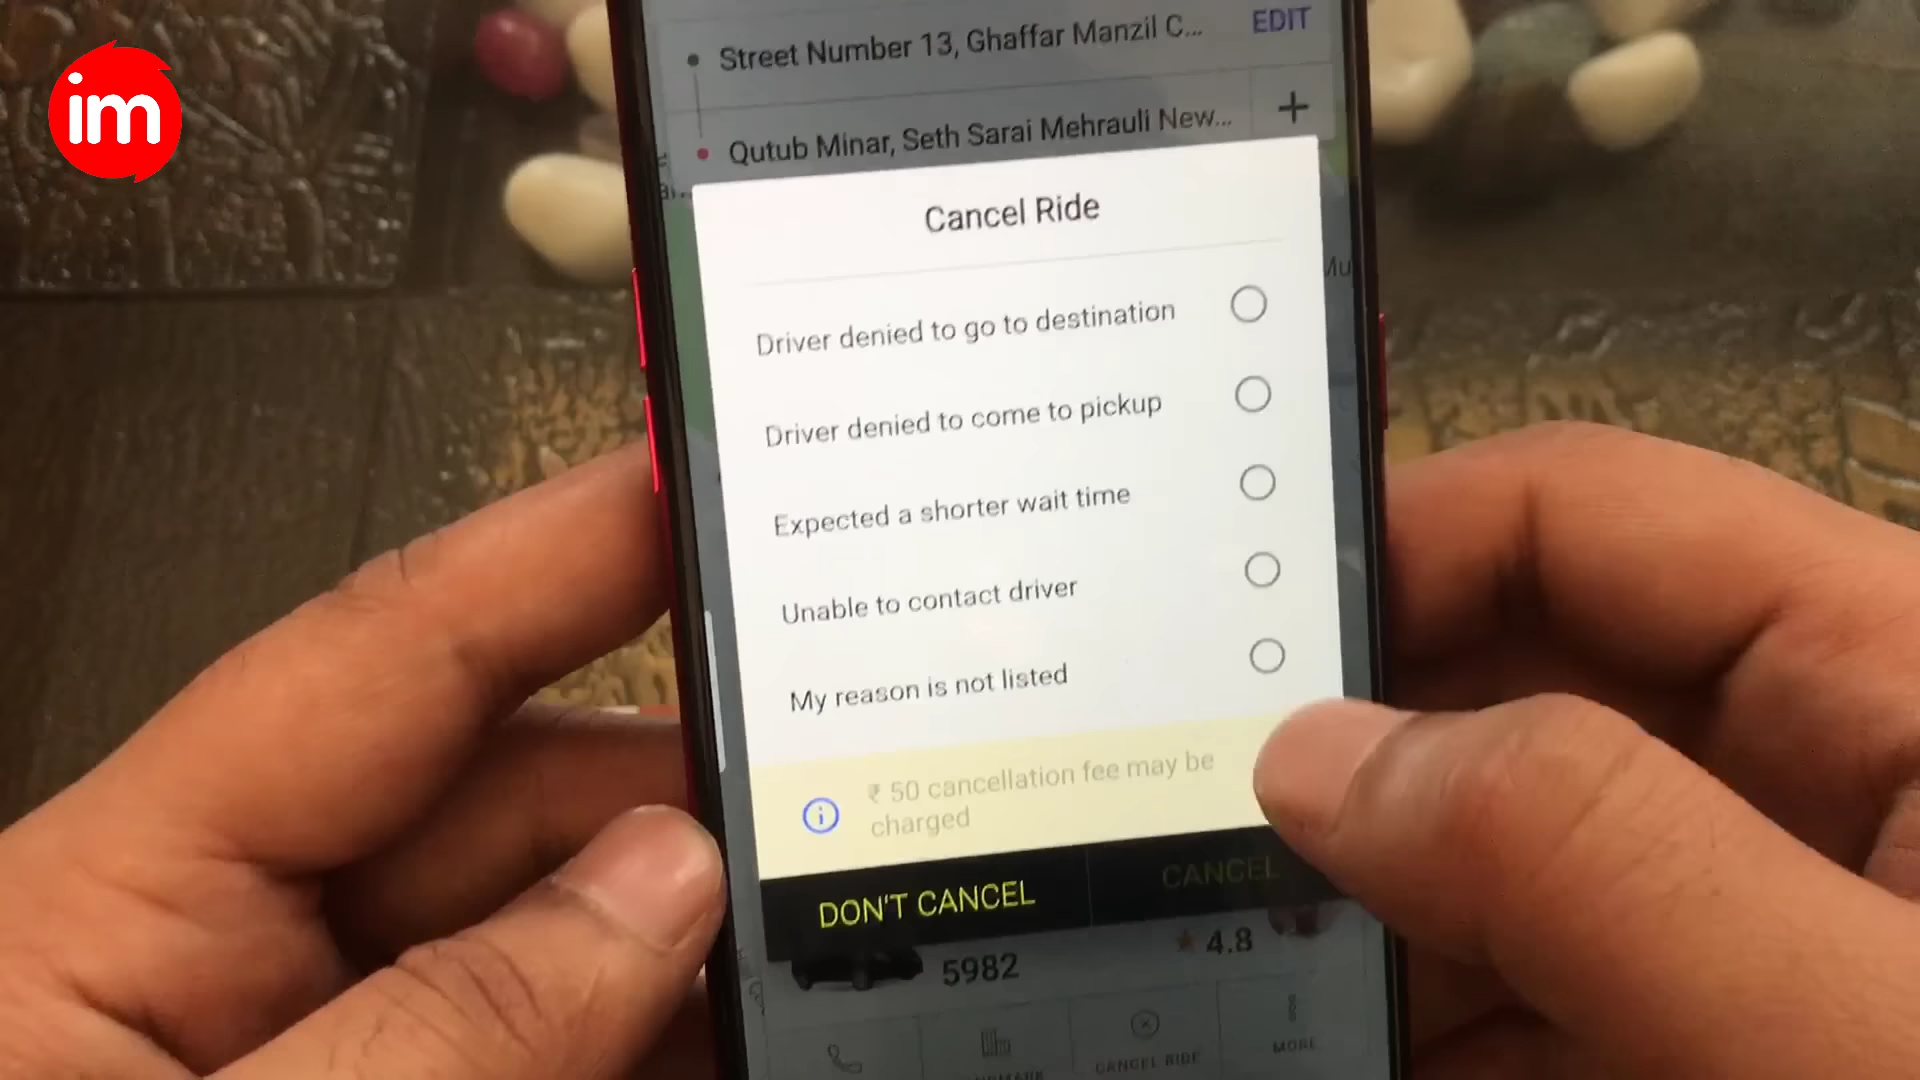 im
Street Number 13, Ghaffar Manzil C...
EDIT
Qutub Minar, Seth Sarai Mehrauli New...
+
Cancel Ride
Driver denied to go to destination
Driver denied to come to pickup
Expected a shorter wait time
Unable to contact driver
My reason is not listed
₹ 50 cancellation fee may be
charged
DON'T CANCEL
CANCEL
5982
4.8
CANCEL RIDE
MORE